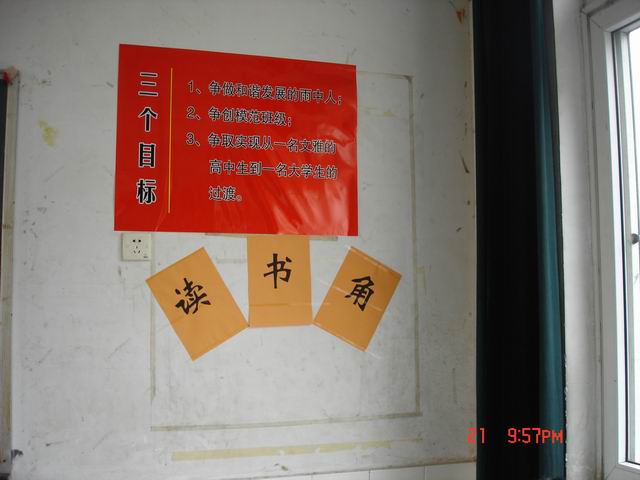 三个目标
1、争做和谐发展的雨中人；
2、争创模范班级；
3、争取实现从一名文雅的
高中生到一名大学生的
过渡。
读书角
21 9:57PM